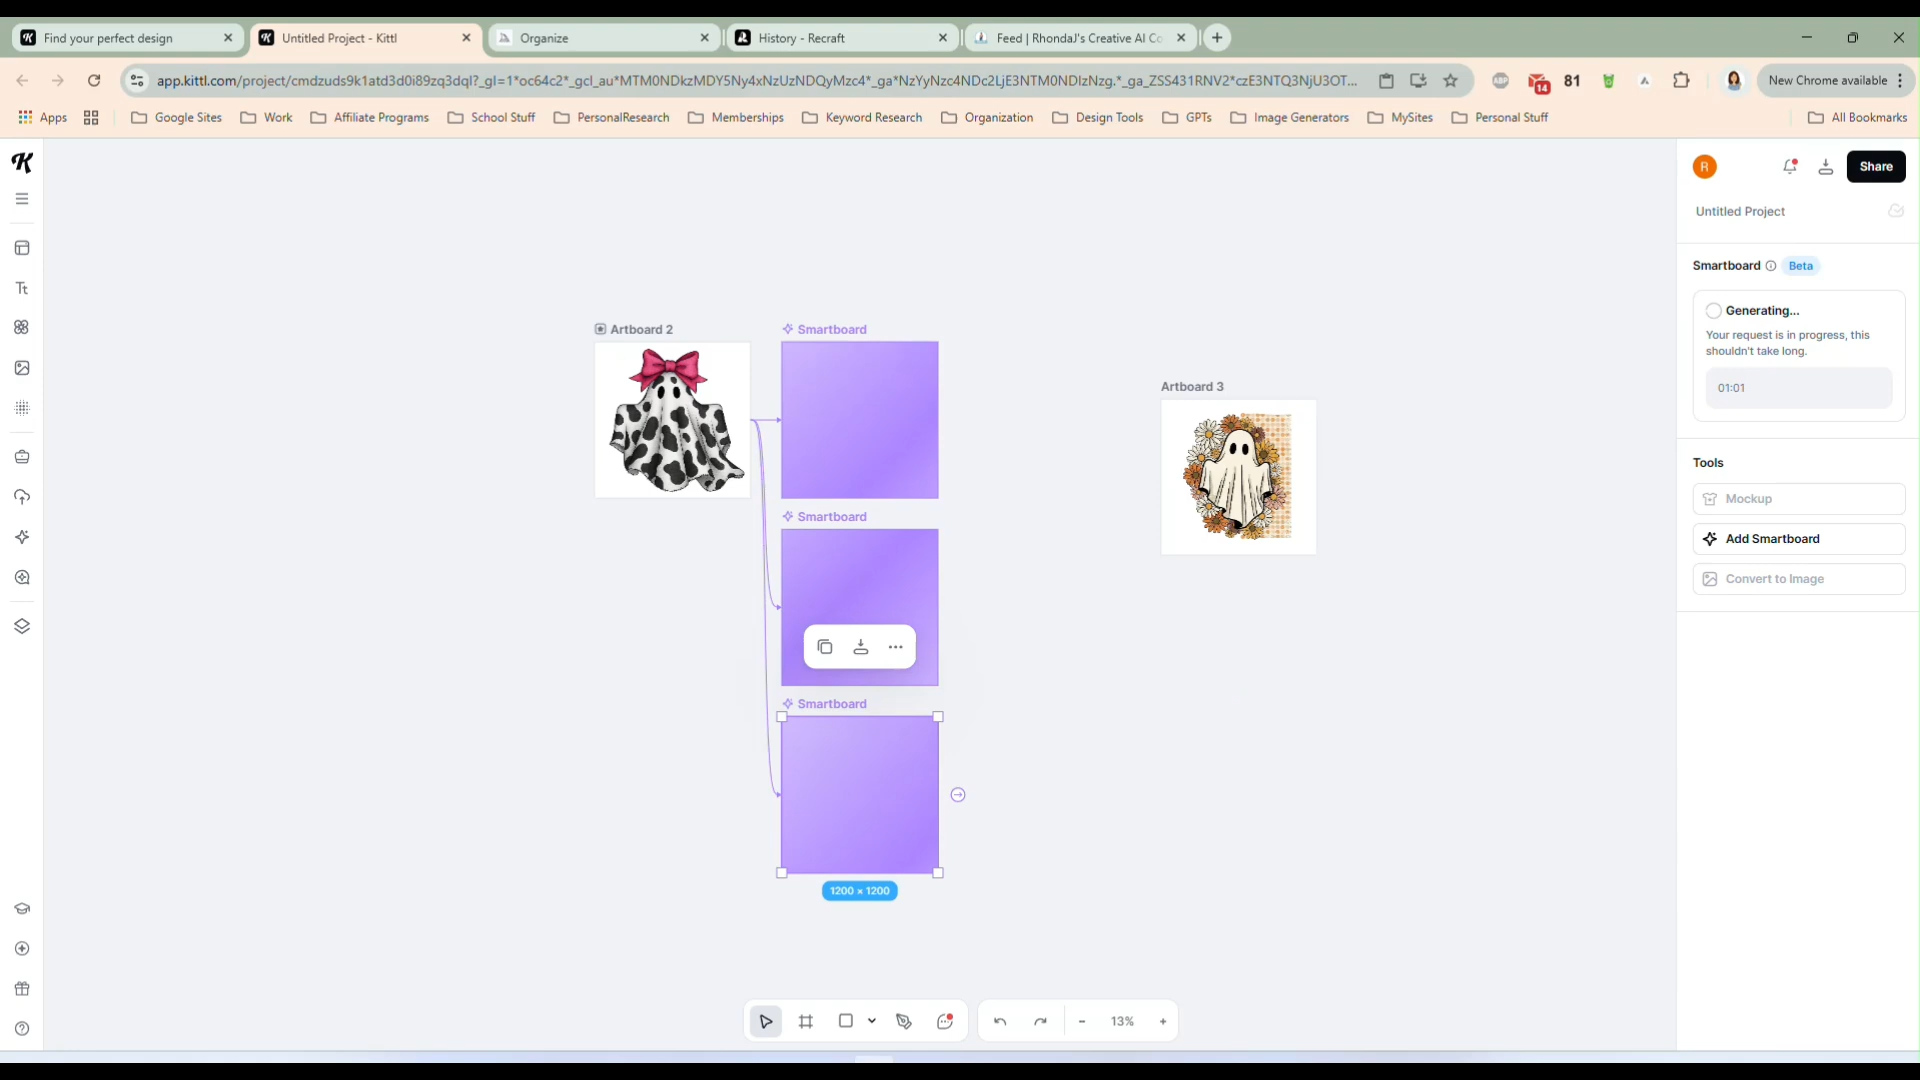 Find your perfect design
Untitled Project - Kittl
Organize
History - Recraft
Feed | RhondaJ's Creative AI Co
app.kittl.com/project/cmdzuds9k1atd3d0i89zq3dql?_gl=1*oc64c2*_gcl_au*MTM0NDkzMDY5Ny4xNzUzNDQyMzc4*_ga*NzYyNzc4NDc2LjE3NTM0NDIzNzg.*_ga_ZSS431RNV2*czE3NTQ3NjU3OT...
ABP
14
81
New Chrome available
Apps
Google Sites
Work
Affiliate Programs
School Stuff
PersonalResearch
Memberships
Keyword Research
Organization
Design Tools
GPTs
Image Generators
MySites
Personal Stuff
All Bookmarks
R
Share
Untitled Project
Smartboard
Beta
Generating...
Your request is in progress, this
shouldn't take long.
01:01
Tools
Mockup
Add Smartboard
Convert to Image
Tt
Artboard 2
Smartboard
Smartboard
Smartboard
1200 × 1200
Artboard 3
13%